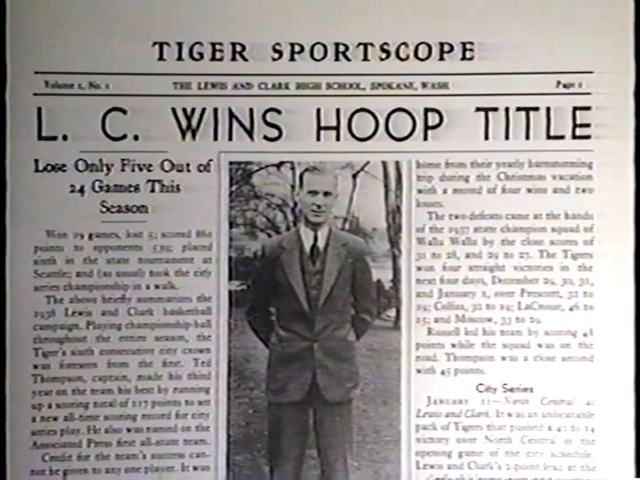 TIGER SPORTSCOPE
Volume 1, No. 1 THE LEWIS AND CLARK HIGH SCHOOL, SPOKANE, WASH. Page 1
L. C. WINS HOOP TITLE
Lose Only Five Out of
24 Games This
Season
Won 19 games, lost 5; scored
points to opponents placed
sixth in the state tournament at
Seattle; and (as usual) took the city
series championship in a walk.
The above briefly summarizes the
1938 Lewis and Clark basketball
campaign. Playing championship ball
throughout the entire season, the
Tiger's sixth consecutive city crown
was foreseen from the first. Ted
Thompson, captain, made his third
year on the team his best by running
up a scoring total of 117 points to set
a new all-time scoring record for city
series play. He also was named on the
Associated Press first all-state team.
Credit for the team's success can-
not be given to any one player. It was
home from their yearly barnstorming
trip during the Christmas vacation
with a record of four wins and two
losses.
The two defeats came at the hands
of the 1937 state champion squad of
Walla Walla by the close scores of
31 to 28, and 29 to 27. The Tigers
won four straight victories in the
next four days, December 29, 30, 31,
and January 1, over Prescott, 32 to
19; Colfax, 32 to 19; LaCrosse, 46 to
and Moscow, 33 to 29.
Russell led his team by scoring 48
points while the squad was on the
road. Thompson was a close second
with 45 points.
City Series
JANUARY 11—North Central at
Lewis and Clark. It was an unbeatable
pack of Tigers that pushed a 42 to 14
victory over North Central in the
opening game of the city schedule.
Lewis and Clark's 2-point lead at the